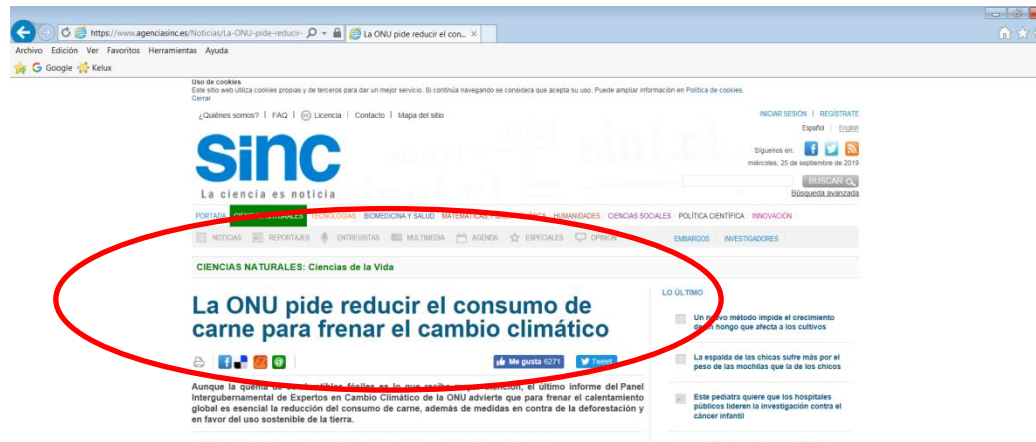 https://www.agenciasinc.es/Noticias/La-ONU-pide-reducir-
La ONU pide reducir el con...
Archivo Edición Ver Favoritos Herramientas Ayuda
Google Kelux
Uso de cookies
Este sitio web utiliza cookies propias y de terceros para dar un mejor servicio. Si continúa navegando se considera que acepta su uso. Puede ampliar información en Política de cookies.
Cerrar
¿Quiénes somos? | FAQ | Licencia | Contacto | Mapa del sitio
INICIAR SESIÓN | REGÍSTRATE
Español | English
sinc
Síguenos en:
miércoles, 25 de septiembre de 2019
BUSCAR
La ciencia es noticia
Búsqueda avanzada
PORTADA CIENCIAS NATURALES TECNOLOGÍAS BIOMEDICINA Y SALUD HUMANIDADES CIENCIAS SOCIALES POLÍTICA CIENTÍFICA INNOVACIÓN
NOTICIAS REPORTAJES ENTREVISTAS MULTIMEDIA AGENDA ESPECIALES OPINIÓN EMBARGOS INVESTIGADORES
CIENCIAS NATURALES: Ciencias de la Vida
La ONU pide reducir el consumo de
carne para frenar el cambio climático
Me gusta 6271 Tweet
Aunque la quema de combustibles fósiles es lo que recibe mayor atención, el último informe del Panel
Intergubernamental de Expertos en Cambio Climático de la ONU advierte que para frenar el calentamiento
global es esencial la reducción del consumo de carne, además de medidas en contra de la deforestación y
en favor del uso sostenible de la tierra.
LO ÚLTIMO
Un nuevo método impide el crecimiento
de un hongo que afecta a los cultivos
La espalda de las chicas sufre más por el
peso de las mochilas que la de los chicos
Este pediatra quiere que los hospitales
públicos lideren la investigación contra el
cáncer infantil